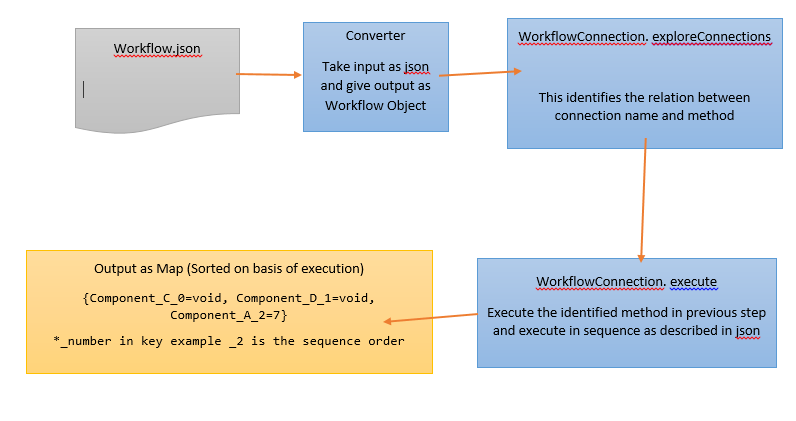 Workflow.json
Converter
Take input as json
and give output as
Workflow Object
WorkflowConnection. exploreConnections
This identifies the relation between
connection name and method
WorkflowConnection. execute
Execute the identified method in previous step
and execute in sequence as described in json
Output as Map (Sorted on basis of execution)
{Component_C_0=void, Component_D_1=void,
Component_A_2=7}
*_number in key example _2 is the sequence order